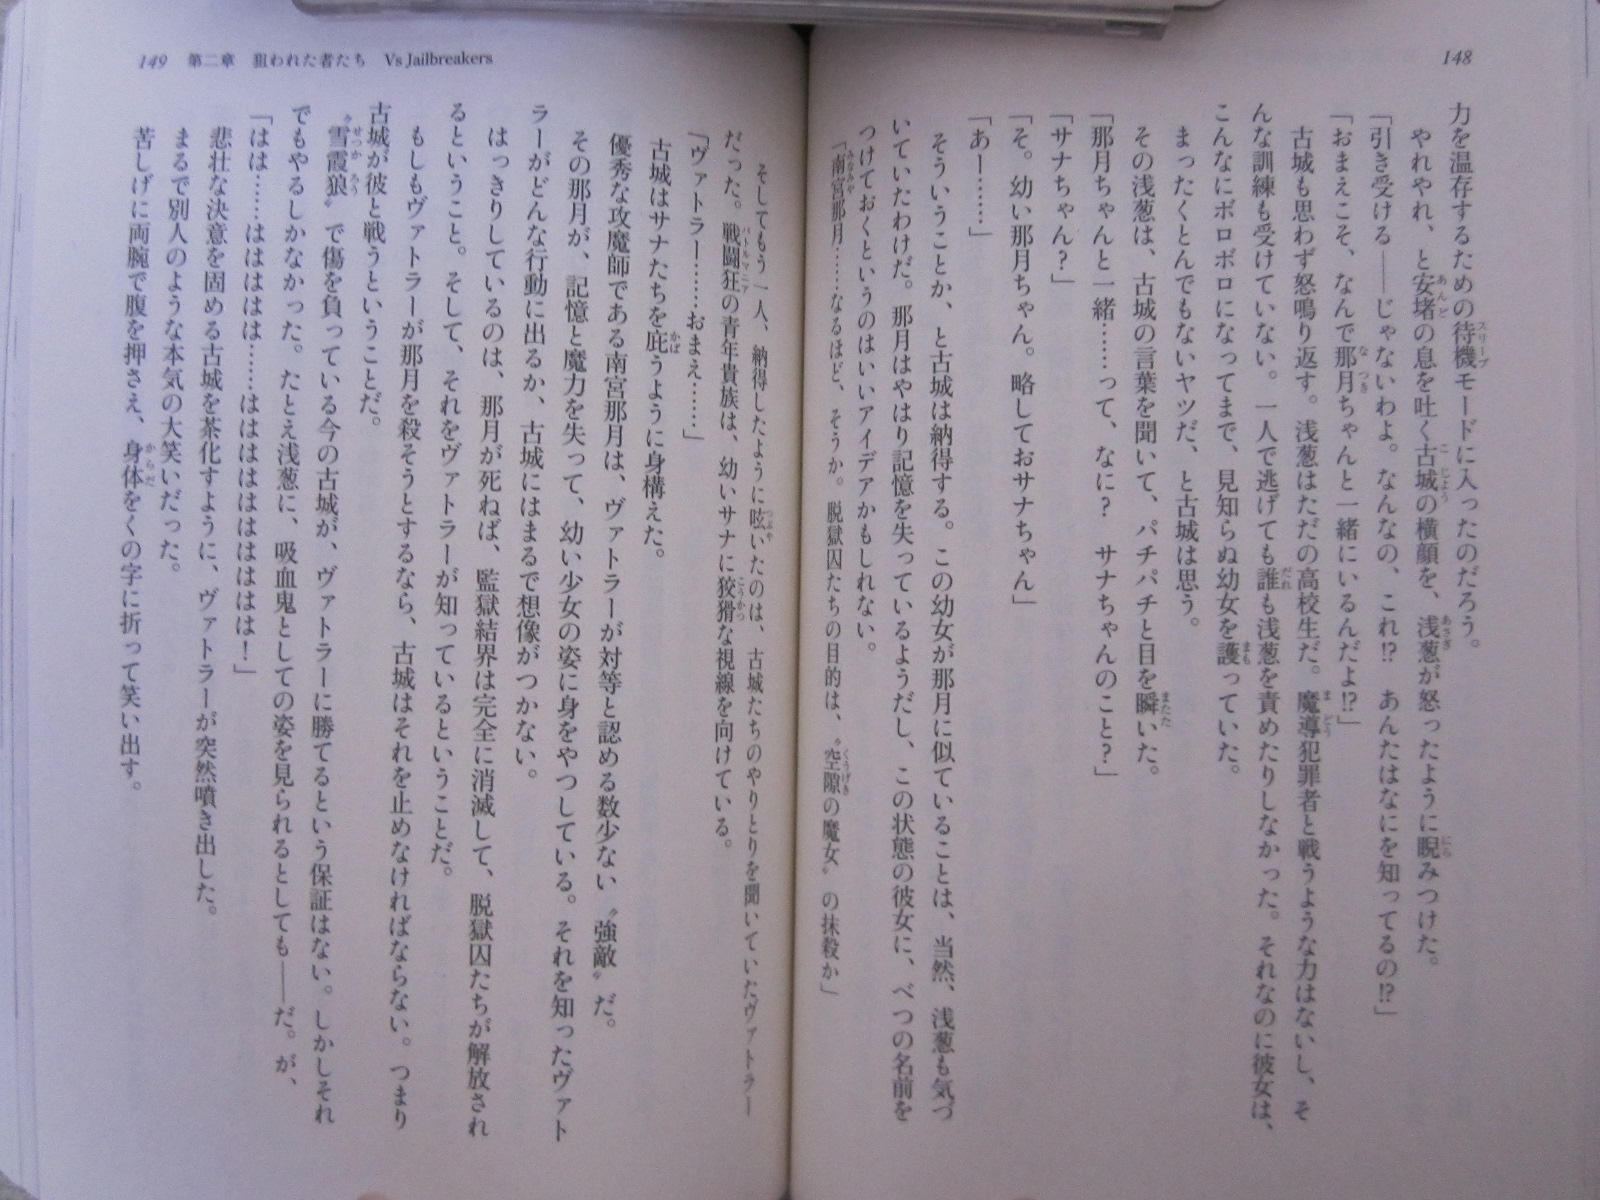 148
力を温存するための待機モードに入ったのだろう。
やれやれ、と安堵の息を吐く古城の横顔を、浅葱が怒ったように睨みつけた。
「引き受ける――じゃないわよ。なんなの、これ!? あんたはなにを知ってるの!?」
「おまえこそ、なんで那月ちゃんと一緒にいるんだよ!?」
古城も思わず怒鳴り返す。浅葱はただの高校生だ。魔導犯罪者と戦うような力はないし、そ
んな訓練も受けていない。一人で逃げても誰も浅葱を責めたりしなかった。それなのに彼女は、
こんなにボロボロになってまで、見知らぬ幼女を護っていた。
まったくとんでもないヤツだ、と古城は思う。
その浅葱は、古城の言葉を聞いて、パチパチと目を瞬いた。
「那月ちゃんと一緒……って、なに? サナちゃんのこと?」
「サナちゃん?」
「そ。幼い那月ちゃん。略しておサナちゃん」
「あー……」
そういうことか、と古城は納得する。この幼女が那月に似ていることは、当然、浅葱も気づ
いていたわけだ。那月はやはり記憶を失っているようだし、この状態の彼女に、べつの名前を
つけておくというのはいいアイデアかもしれない。
「南宮那月……なるほど、そうか。脱獄囚たちの目的は、〝空隙の魔女〟の抹殺か」
149 第二章 狙われた者たち Vs Jailbreakers
そしてもう一人、納得したように呟いたのは、古城たちのやりとりを聞いていたヴァトラー
だった。戦闘狂の青年貴族は、幼いサナに狡猾な視線を向けている。
「ヴァトラー……おまえ……」
古城はサナたちを庇うように身構えた。
優秀な攻魔師である南宮那月は、ヴァトラーが対等と認める数少ない〝強敵〟だ。
その那月が、記憶と魔力を失って、幼い少女の姿に身をやつしている。それを知ったヴァト
ラーがどんな行動に出るか、古城にはまるで想像がつかない。
はっきりしているのは、那月が死ねば、監獄結界は完全に消滅して、脱獄囚たちが解放され
るということ。そして、それをヴァトラーが知っているということだ。
もしもヴァトラーが那月を殺そうとするなら、古城はそれを止めなければならない。つまり
古城が彼と戦うということだ。
〝雪霞狼〟で傷を負っている今の古城が、ヴァトラーに勝てるという保証はない。しかしそれ
でもやるしかなかった。たとえ浅葱に、吸血鬼としての姿を見られるとしても――だ。が、
「はは……ははははは……はははははははははは!」
悲壮な決意を固める古城を茶化すように、ヴァトラーが突然噴き出した。
まるで別人のような本気の大笑いだった。
苦しげに両腕で腹を押さえ、身体をくの字に折って笑い出す。